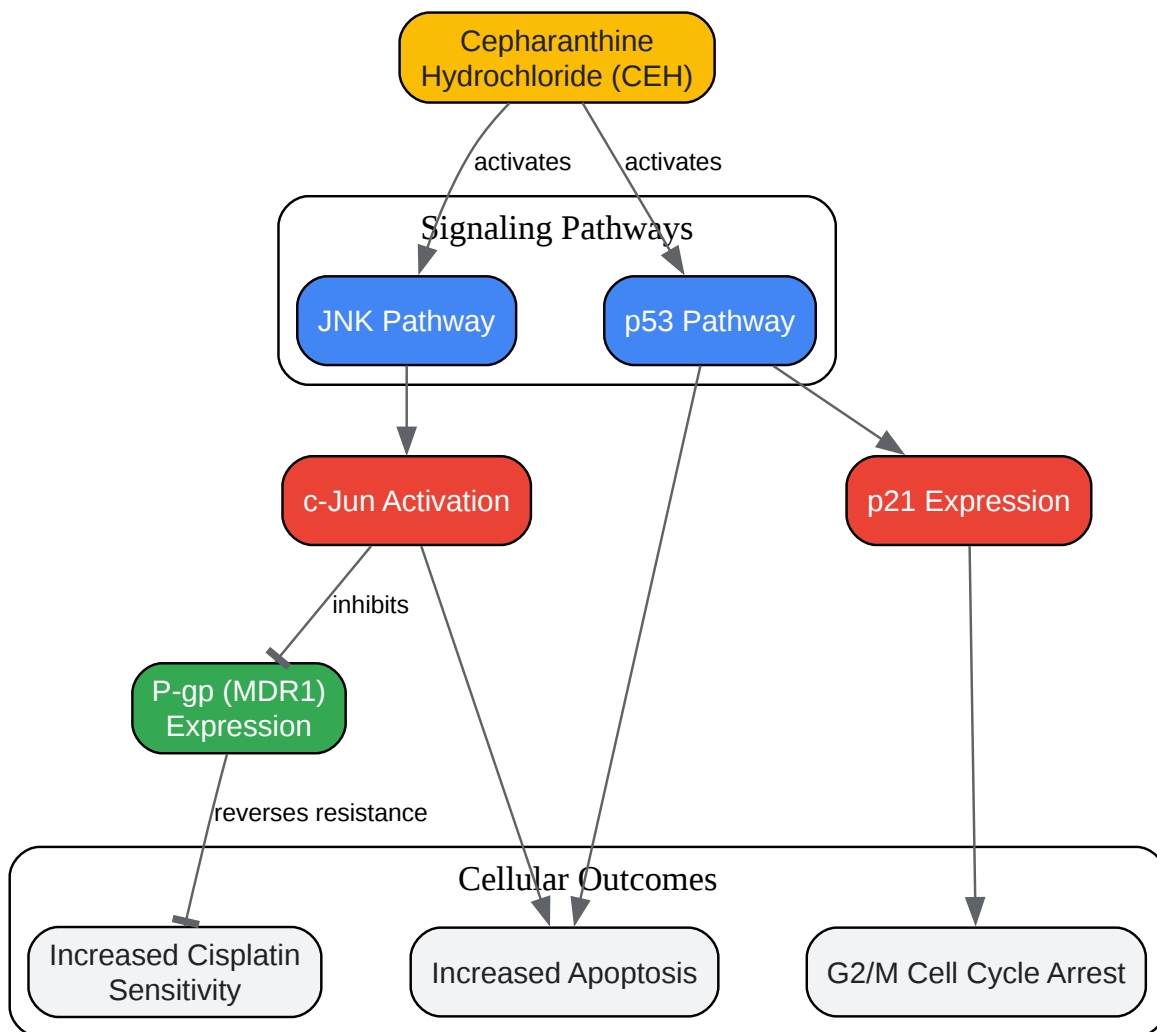 Cepharanthine
Hydrochloride (CEH)
activates
activates
Signaling Pathways
JNK Pathway
p53 Pathway
c-Jun Activation
p21 Expression
inhibits
P-gp (MDR1)
Expression
reverses resistance
Cellular Outcomes
Increased Cisplatin
Sensitivity
Increased Apoptosis
G2/M Cell Cycle Arrest